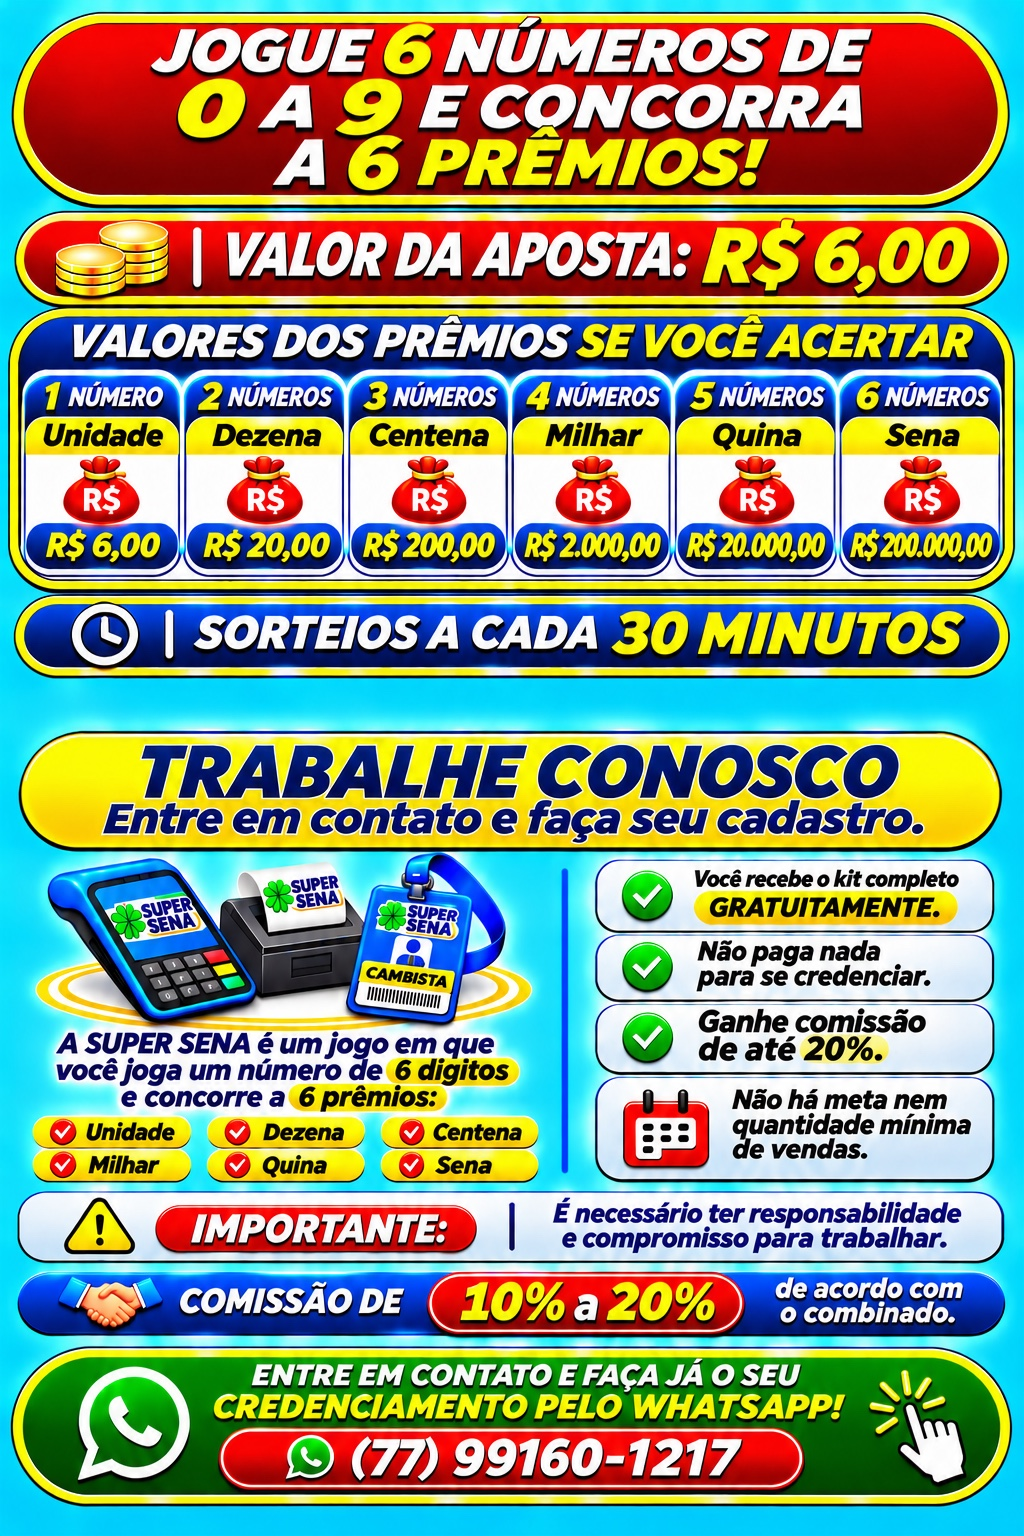 JOGUE 6 NÚMEROS DE
0 A 9 E CONCORRA
A 6 PRÊMIOS!
VALOR DA APOSTA: R$ 6,00
VALORES DOS PRÊMIOS SE VOCÊ ACERTAR
1 NÚMERO
Unidade
R$
R$ 6,00
2 NÚMEROS
Dezena
R$
R$ 20,00
3 NÚMEROS
Centena
R$
R$ 200,00
4 NÚMEROS
Milhar
R$
R$ 2.000,00
5 NÚMEROS
Quina
R$
R$ 20.000,00
6 NÚMEROS
Sena
R$
R$ 200.000,00
SORTEIOS A CADA 30 MINUTOS
TRABALHE CONOSCO
Entre em contato e faça seu cadastro.
SUPER
SENA
SUPER
SENA
SUPER
SENA
CAMBISTA
A SUPER SENA é um jogo em que
você joga um número de 6 digitos
e concorre a 6 prêmios:
Unidade
Dezena
Centena
Milhar
Quina
Sena
Você recebe o kit completo
GRATUITAMENTE.
Não paga nada
para se credenciar.
Ganhe comissão
de até 20%.
Não há meta nem
quantidade mínima
de vendas.
IMPORTANTE:
É necessário ter responsabilidade
e compromisso para trabalhar.
COMISSÃO DE 10% a 20%
de acordo com
o combinado.
ENTRE EM CONTATO E FAÇA JÁ O SEU
CREDENCIAMENTO PELO WHATSAPP!
(77) 99160-1217